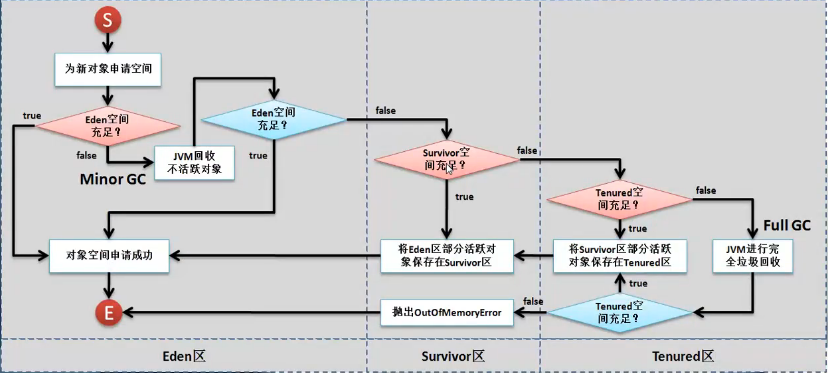 S
为新对象申请空间
true
Eden空间
充足?
false
Minor GC
JVM回收
不活跃对象
Eden空间
充足?
false
true
Survivor空
间充足?
false
true
Tenured空
间充足?
false
true
Full GC
JVM进行完
全垃圾回收
将Survivor区部分活跃
对象保存在Tenured区
将Eden区部分活跃对
象保存在Survivor区
对象空间申请成功
true
Tenured空
间充足?
false
抛出OutOfMemoryError
E
Eden区
Survivor区
Tenured区